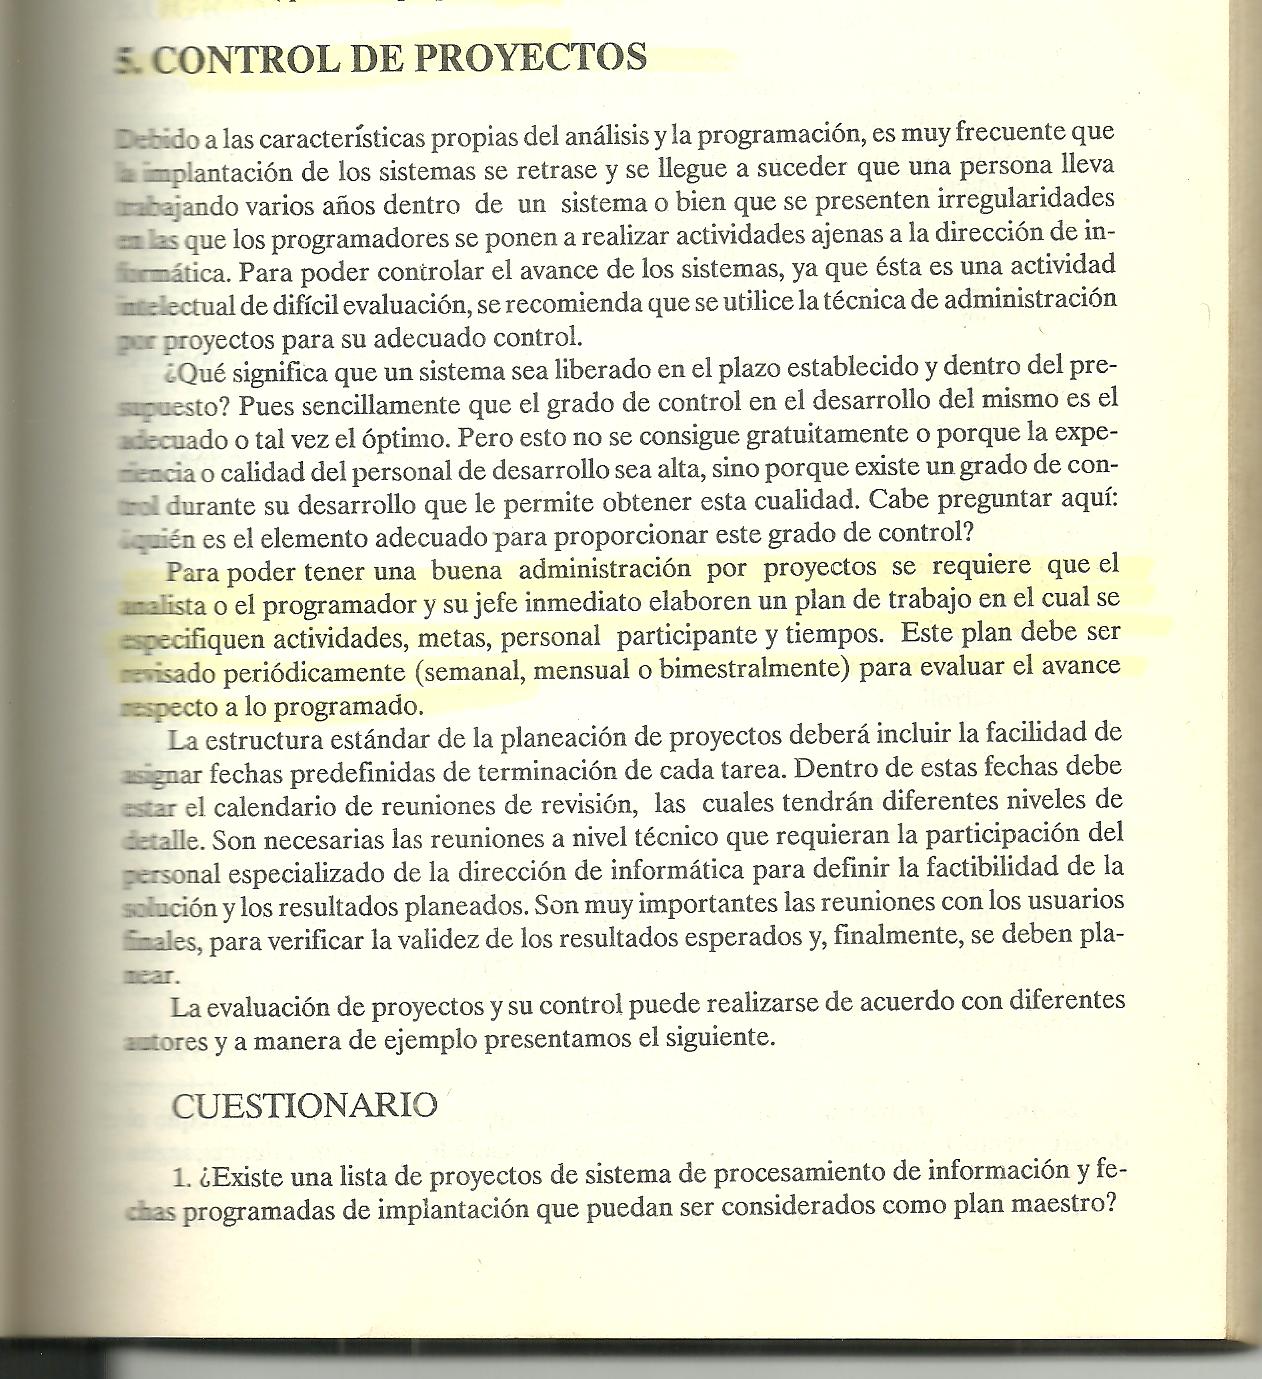 5. CONTROL DE PROYECTOS
Debido a las características propias del análisis y la programación, es muy frecuente que
la implantación de los sistemas se retrase y se llegue a suceder que una persona lleva
trabajando varios años dentro de un sistema o bien que se presenten irregularidades
en las que los programadores se ponen a realizar actividades ajenas a la dirección de in-
formática. Para poder controlar el avance de los sistemas, ya que ésta es una actividad
intelectual de difícil evaluación, se recomienda que se utilice la técnica de administración
por proyectos para su adecuado control.
¿Qué significa que un sistema sea liberado en el plazo establecido y dentro del pre-
supuesto? Pues sencillamente que el grado de control en el desarrollo del mismo es el
adecuado o tal vez el óptimo. Pero esto no se consigue gratuitamente o porque la expe-
riencia o calidad del personal de desarrollo sea alta, sino porque existe un grado de con-
trol durante su desarrollo que le permite obtener esta cualidad. Cabe preguntar aquí:
¿quién es el elemento adecuado para proporcionar este grado de control?
Para poder tener una buena administración por proyectos se requiere que el
analista o el programador y su jefe inmediato elaboren un plan de trabajo en el cual se
especifiquen actividades, metas, personal participante y tiempos. Este plan debe ser
revisado periódicamente (semanal, mensual o bimestralmente) para evaluar el avance
respecto a lo programado.
La estructura estándar de la planeación de proyectos deberá incluir la facilidad de
asignar fechas predefinidas de terminación de cada tarea. Dentro de estas fechas debe
estar el calendario de reuniones de revisión, las cuales tendrán diferentes niveles de
detalle. Son necesarias las reuniones a nivel técnico que requieran la participación del
personal especializado de la dirección de informática para definir la factibilidad de la
solución y los resultados planeados. Son muy importantes las reuniones con los usuarios
finales, para verificar la validez de los resultados esperados y, finalmente, se deben pla-
near.
La evaluación de proyectos y su control puede realizarse de acuerdo con diferentes
autores y a manera de ejemplo presentamos el siguiente.
CUESTIONARIO
1. ¿Existe una lista de proyectos de sistema de procesamiento de información y fe-
chas programadas de implantación que puedan ser considerados como plan maestro?